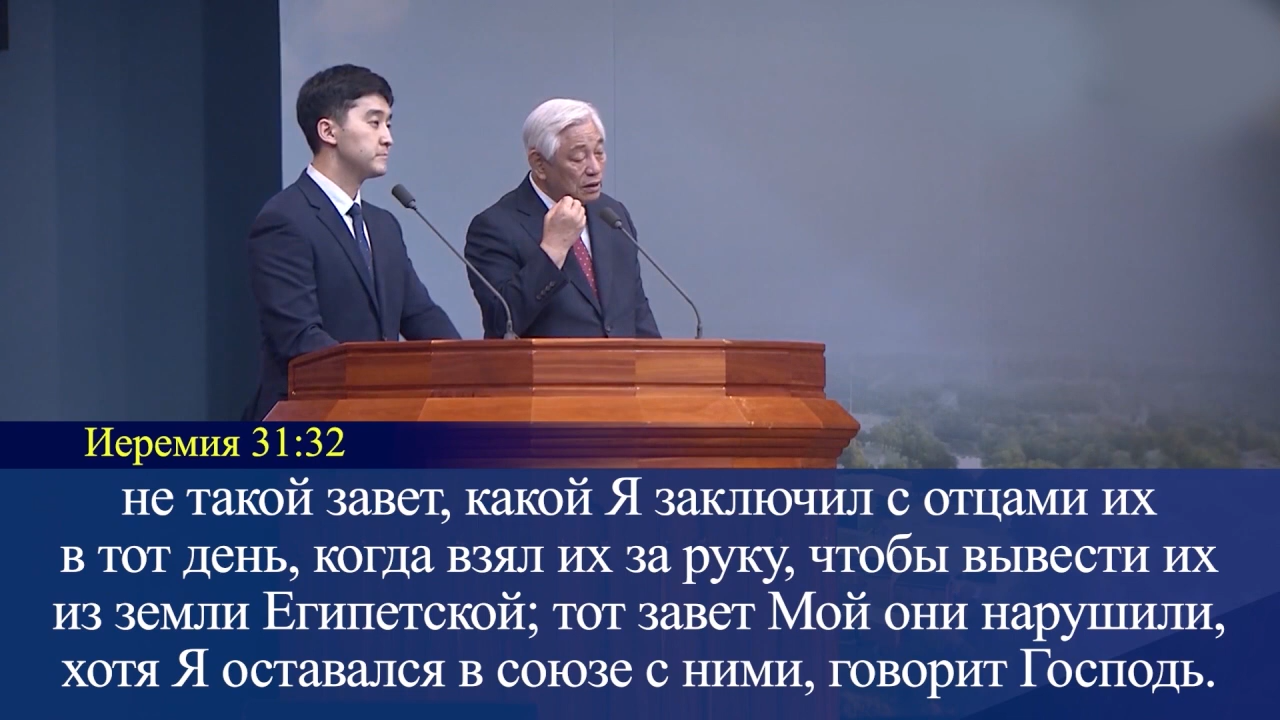 Иеремия 31:32
не такой завет, какой Я заключил с отцами их
в тот день, когда взял их за руку, чтобы вывести их
из земли Египетской; тот завет Мой они нарушили,
хотя Я оставался в союзе с ними, говорит Господь.